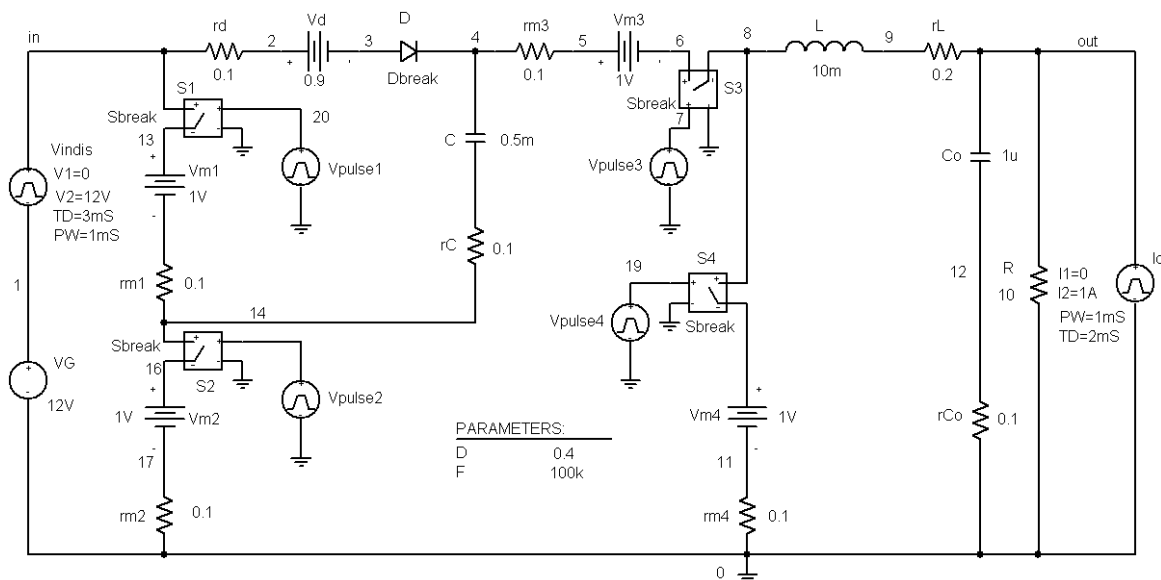 in
rd
0.1
2
Vd
0.9
3
D
Dbreak
4
rm3
0.1
5
Vm3
1V
6
8
L
10m
9
rL
0.2
out
S1
Sbreak
13
20
Vm1
1V
Vpulse1
C
0.5m
Sbreak
S3
7
Vpulse3
Vindis
V1=0
V2=12V
TD=3mS
PW=1mS
Co
1u
rm1
0.1
14
rC
0.1
19
S4
Vpulse4
Sbreak
12
R
10
I1=0
I2=1A
PW=1mS
TD=2mS
1
Sbreak
16
S2
VG
12V
1V
Vm2
Vpulse2
Vm4
1V
rCo
0.1
PARAMETERS:
D 0.4
F 100k
17
11
rm2
0.1
rm4
0.1
0